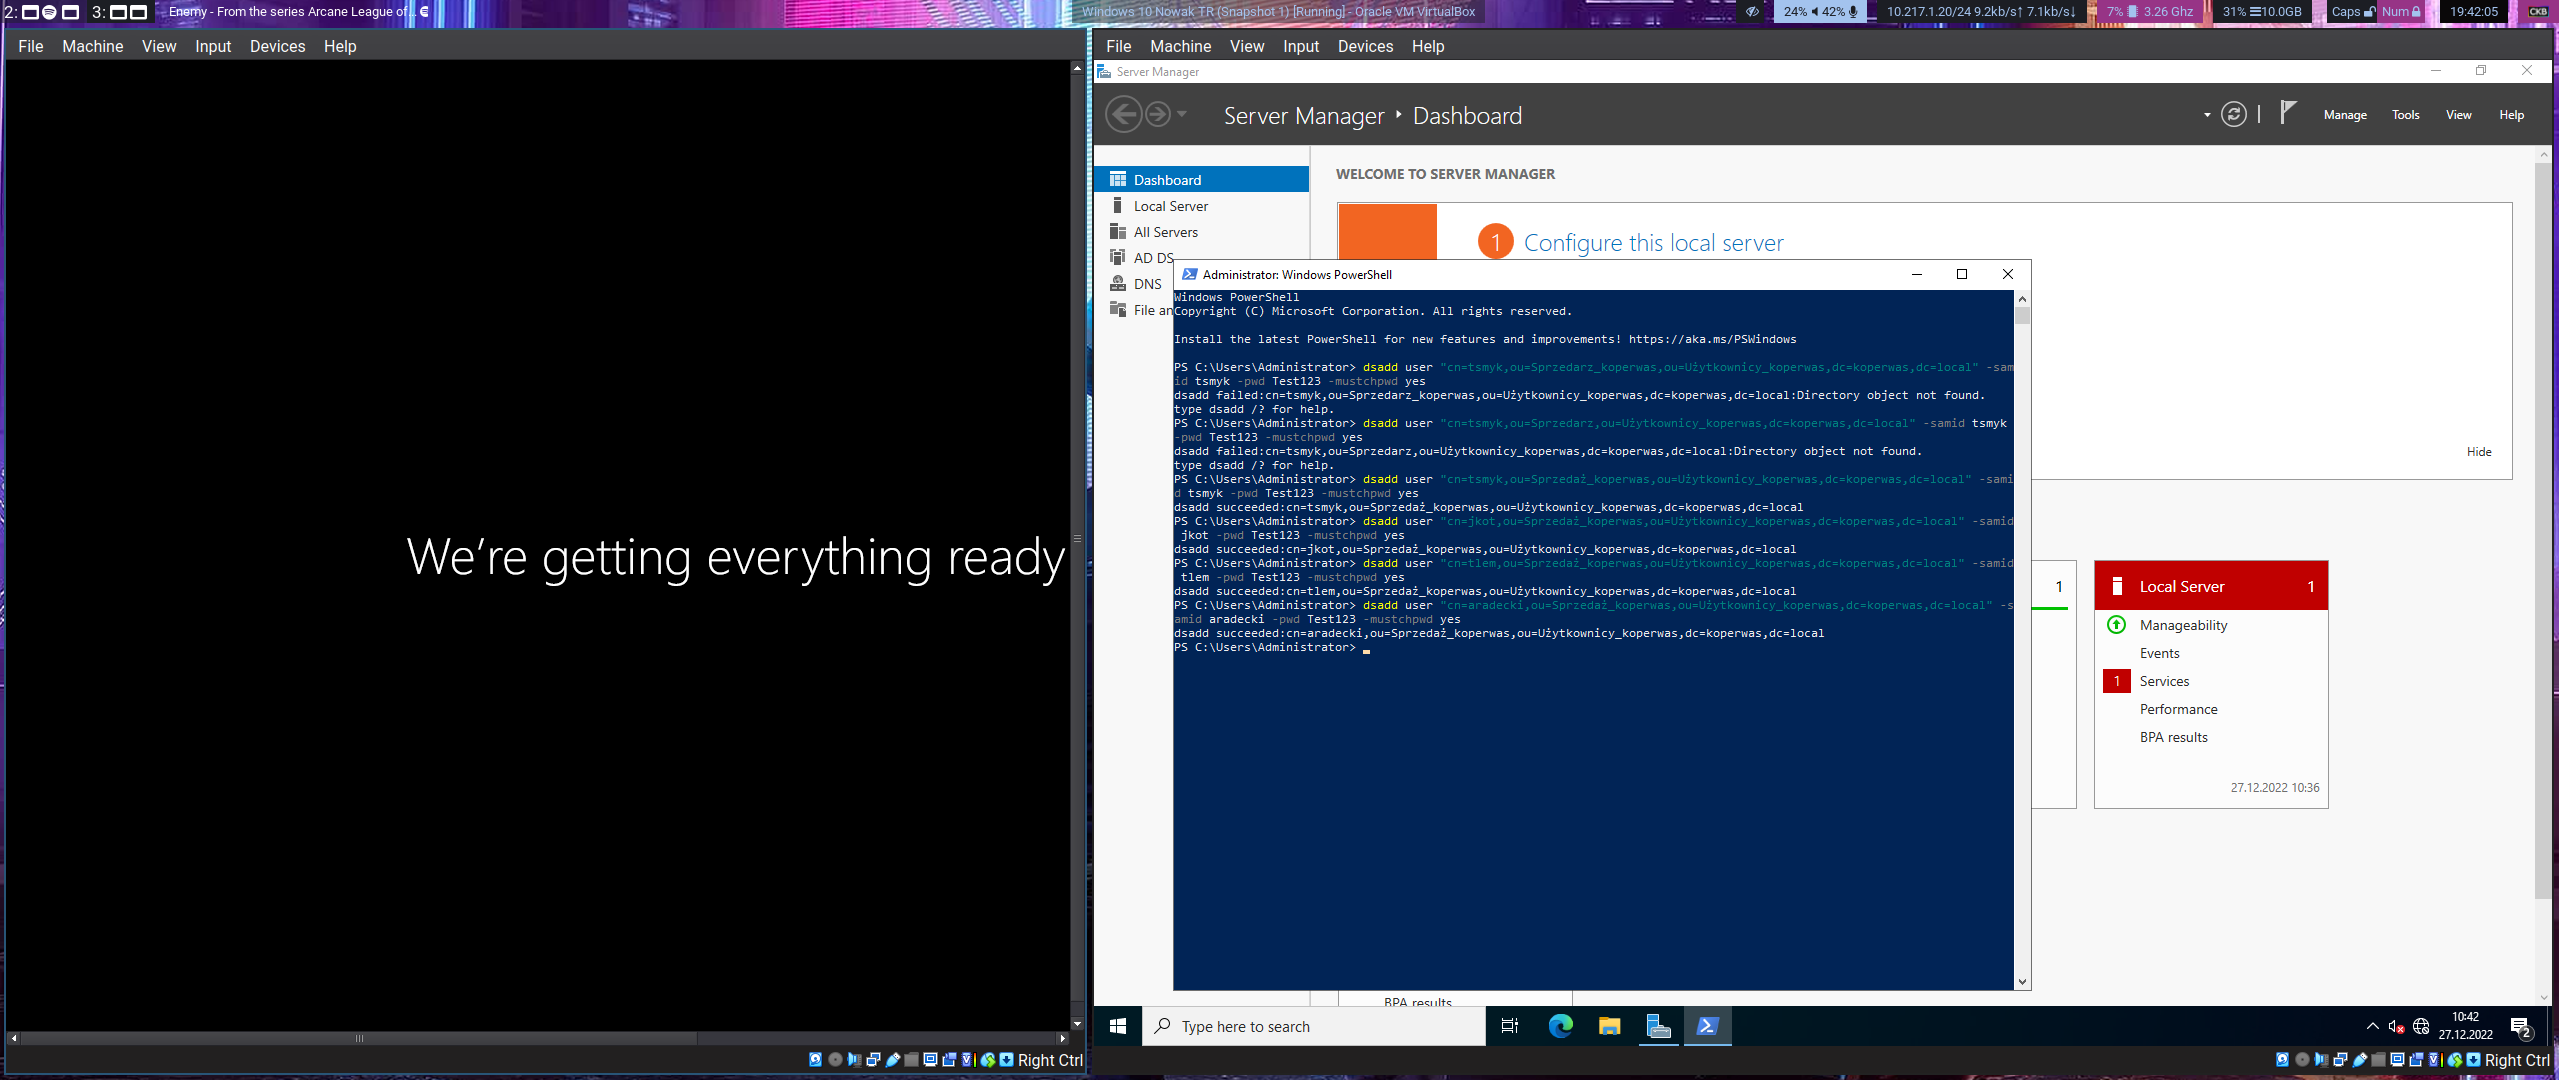 2:
3:
Enemy - From the series Arcane League of...
Windows 10 Nowak TR (Snapshot 1) [Running] - Oracle VM VirtualBox
24% 42%
10.217.1.20/24 9.2kb/s↑ 7.1kb/s↓
7% 3.26 Ghz
31% 10.0GB
Caps Num
19:42:05
CKB
File Machine View Input Devices Help
We're getting everything ready
Right Ctrl
File Machine View Input Devices Help
Server Manager
Server Manager Dashboard
Manage Tools View Help
Dashboard
Local Server
All Servers
AD DS
DNS
File an
WELCOME TO SERVER MANAGER
1 Configure this local server
Hide
Administrator: Windows PowerShell
Windows PowerShell
Copyright (C) Microsoft Corporation. All rights reserved.
Install the latest PowerShell for new features and improvements! https://aka.ms/PSWindows
PS C:\Users\Administrator> dsadd user "cn=tsmyk,ou=Sprzedarz_koperwas,ou=Użytkownicy_koperwas,dc=koperwas,dc=local" -sam
id tsmyk -pwd Test123 -mustchpwd yes
dsadd failed:cn=tsmyk,ou=Sprzedarz_koperwas,ou=Użytkownicy_koperwas,dc=koperwas,dc=local:Directory object not found.
type dsadd /? for help.
PS C:\Users\Administrator> dsadd user "cn=tsmyk,ou=Sprzedarz,ou=Użytkownicy_koperwas,dc=koperwas,dc=local" -samid tsmyk
-pwd Test123 -mustchpwd yes
dsadd failed:cn=tsmyk,ou=Sprzedarz,ou=Użytkownicy_koperwas,dc=koperwas,dc=local:Directory object not found.
type dsadd /? for help.
PS C:\Users\Administrator> dsadd user "cn=tsmyk,ou=Sprzedaż_koperwas,ou=Użytkownicy_koperwas,dc=koperwas,dc=local" -sami
d tsmyk -pwd Test123 -mustchpwd yes
dsadd succeeded:cn=tsmyk,ou=Sprzedaż_koperwas,ou=Użytkownicy_koperwas,dc=koperwas,dc=local
PS C:\Users\Administrator> dsadd user "cn=jkot,ou=Sprzedaż_koperwas,ou=Użytkownicy_koperwas,dc=koperwas,dc=local" -samid
jkot -pwd Test123 -mustchpwd yes
dsadd succeeded:cn=jkot,ou=Sprzedaż_koperwas,ou=Użytkownicy_koperwas,dc=koperwas,dc=local
PS C:\Users\Administrator> dsadd user "cn=tlem,ou=Sprzedaż_koperwas,ou=Użytkownicy_koperwas,dc=koperwas,dc=local" -samid
tlem -pwd Test123 -mustchpwd yes
dsadd succeeded:cn=tlem,ou=Sprzedaż_koperwas,ou=Użytkownicy_koperwas,dc=koperwas,dc=local
PS C:\Users\Administrator> dsadd user "cn=aradecki,ou=Sprzedaż_koperwas,ou=Użytkownicy_koperwas,dc=koperwas,dc=local" -s
amid aradecki -pwd Test123 -mustchpwd yes
dsadd succeeded:cn=aradecki,ou=Sprzedaż_koperwas,ou=Użytkownicy_koperwas,dc=koperwas,dc=local
PS C:\Users\Administrator>
1
Local Server 1
Manageability
Events
1 Services
Performance
BPA results
27.12.2022 10:36
BPA results
Type here to search
10:42
27.12.2022
2
Right Ctrl